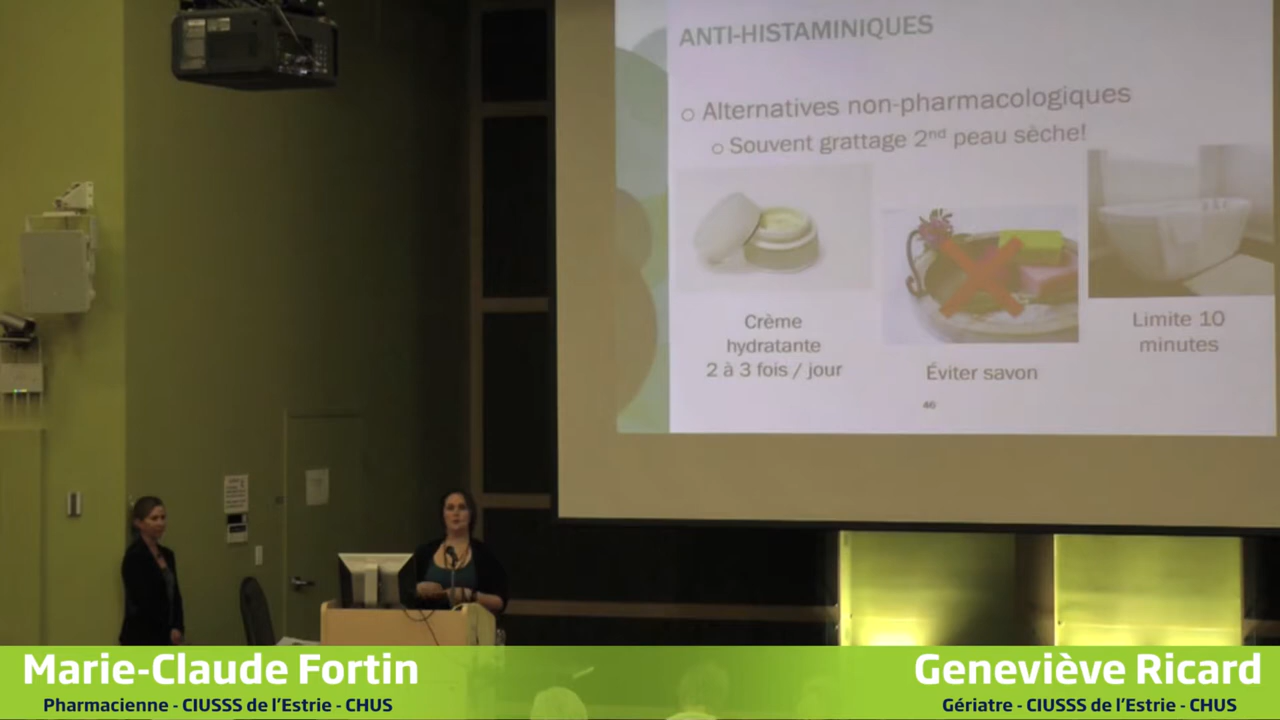 ANTI-HISTAMINIQUES
o Alternatives non-pharmacologiques
o Souvent grattage 2nd peau sèche!
Crème
hydratante
2 à 3 fois / jour
Éviter savon
Limite 10
minutes
46
Marie-Claude Fortin
Pharmacienne - CIUSSS de l'Estrie - CHUS
Geneviève Ricard
Gériatre - CIUSSS de l'Estrie - CHUS